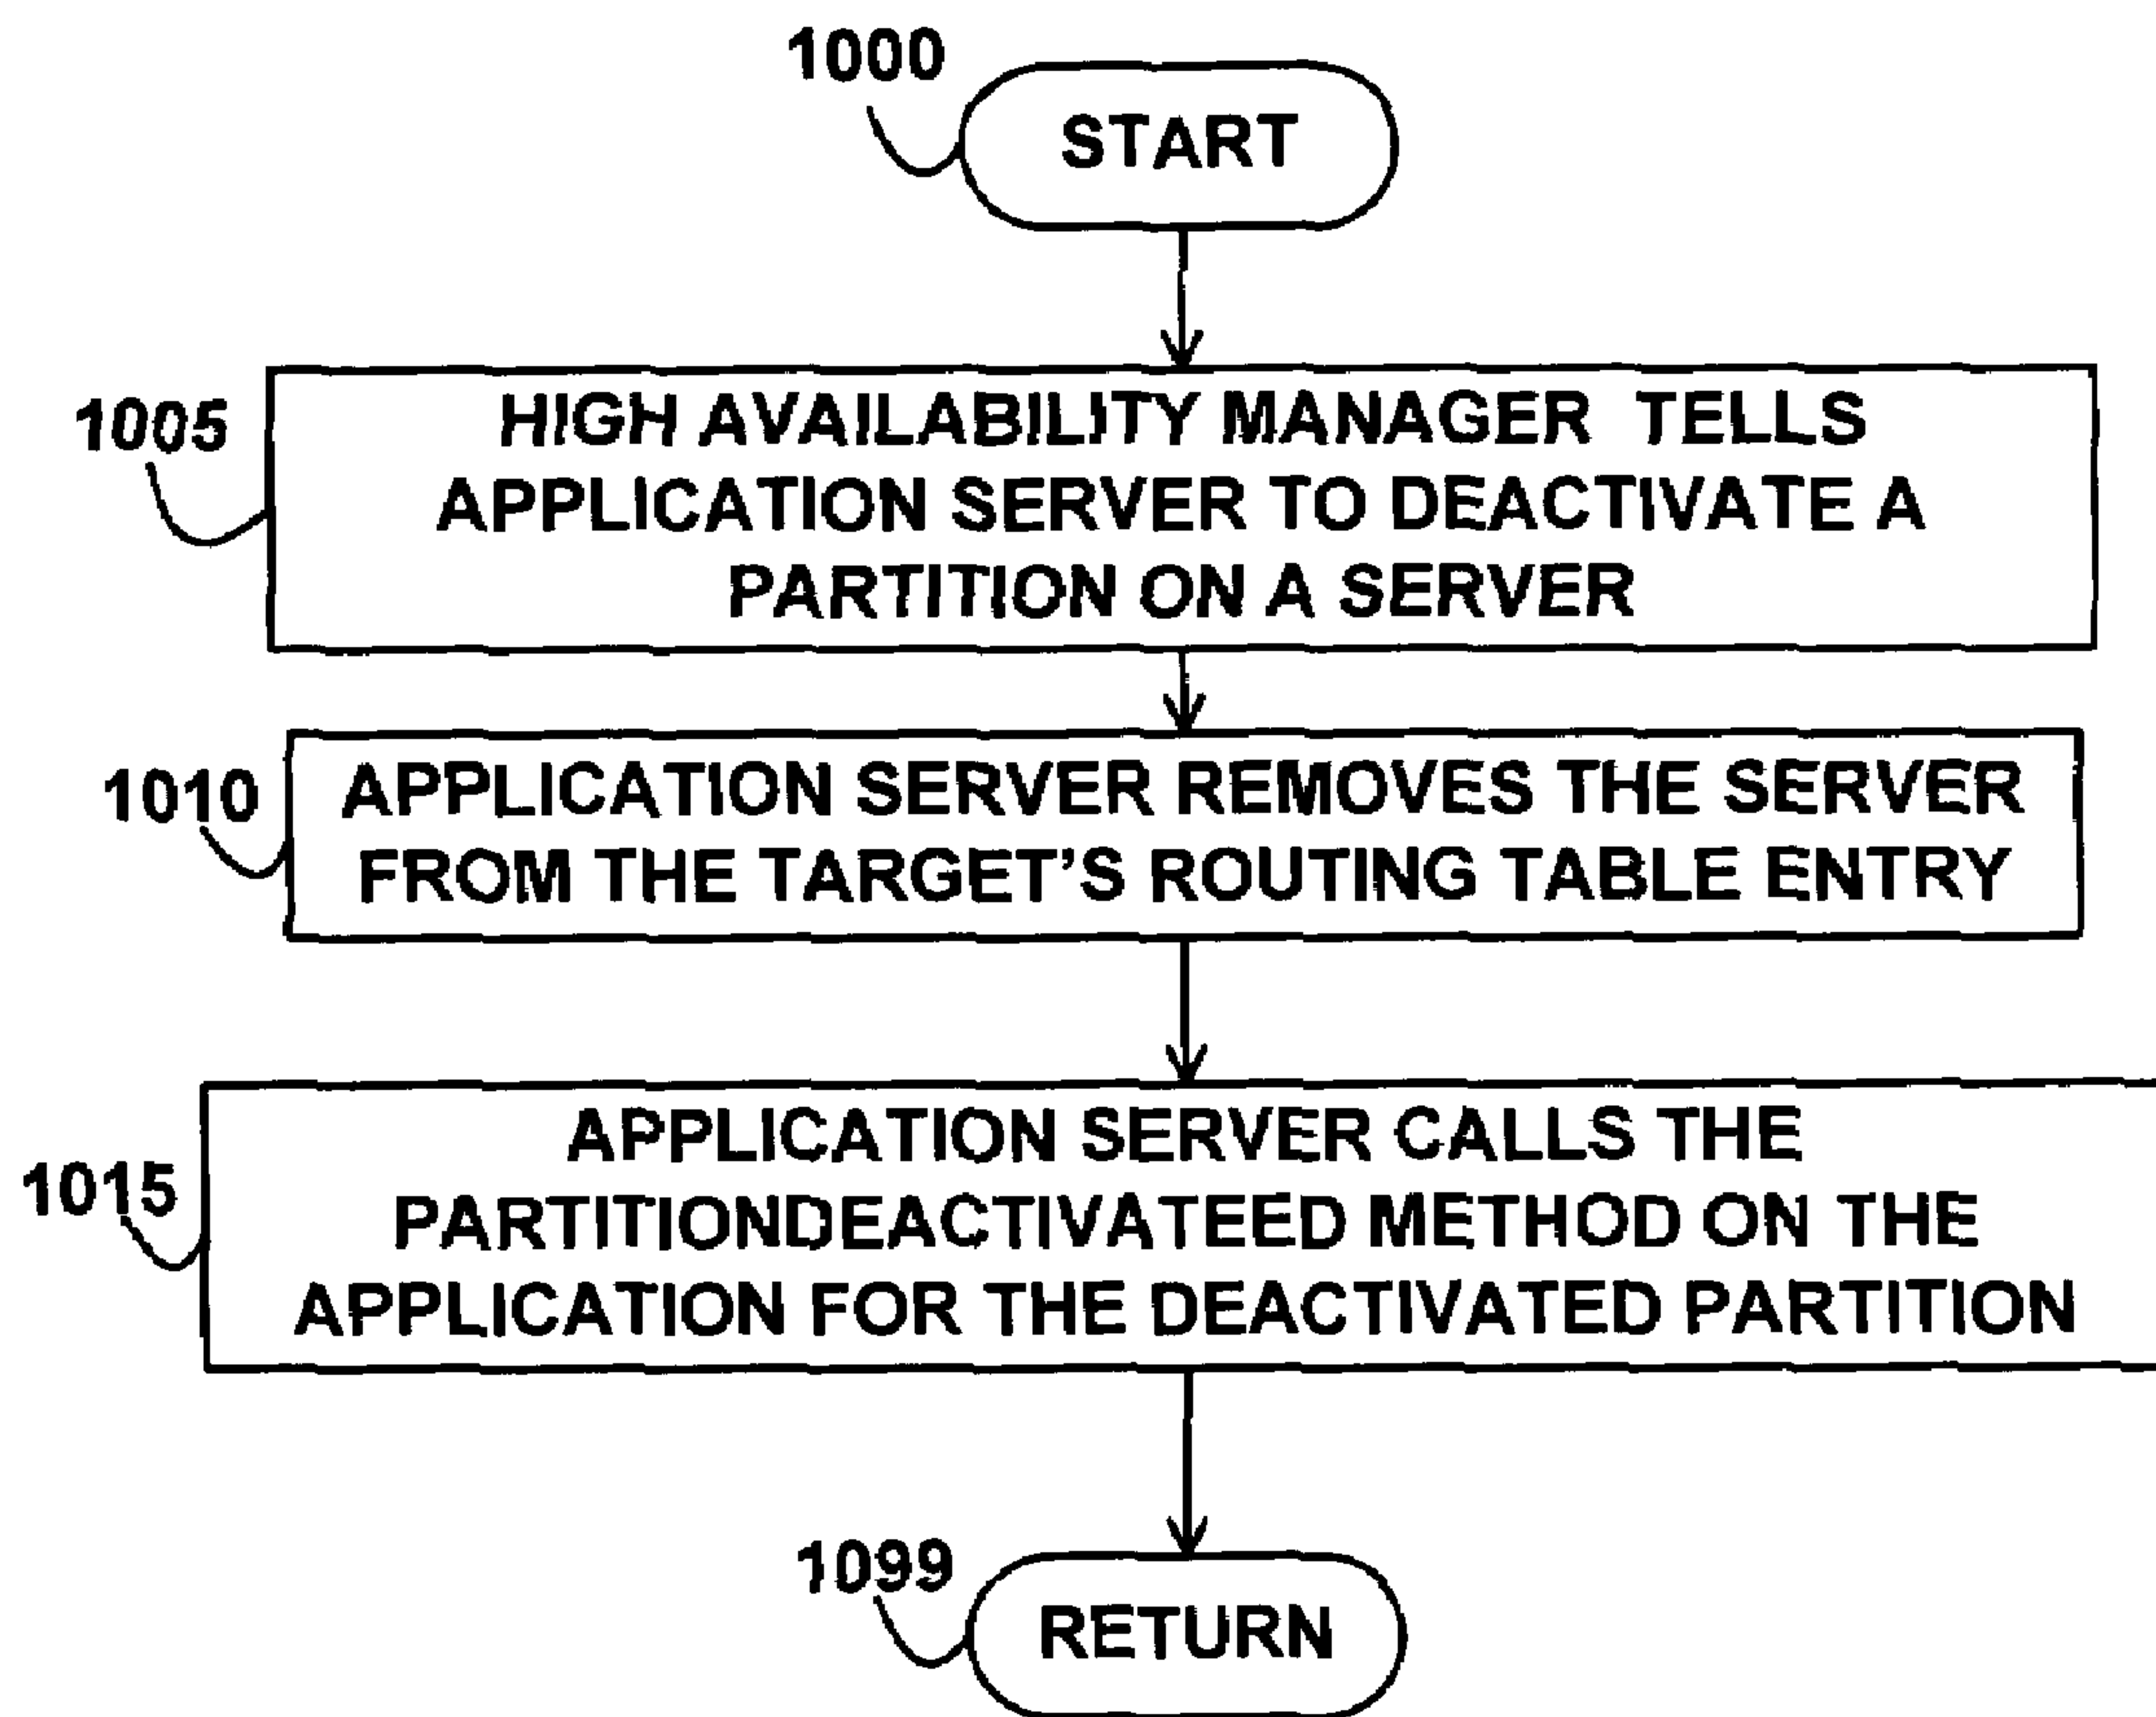 1000
START
1005
HIGH AVAILABILITY MANAGER TELLS
APPLICATION SERVER TO DEACTIVATE A
PARTITION ON A SERVER
1010
APPLICATION SERVER REMOVES THE SERVER
FROM THE TARGET'S ROUTING TABLE ENTRY
1015
APPLICATION SERVER CALLS THE
PARTITIONDEACTIVATEED METHOD ON THE
APPLICATION FOR THE DEACTIVATED PARTITION
1099
RETURN